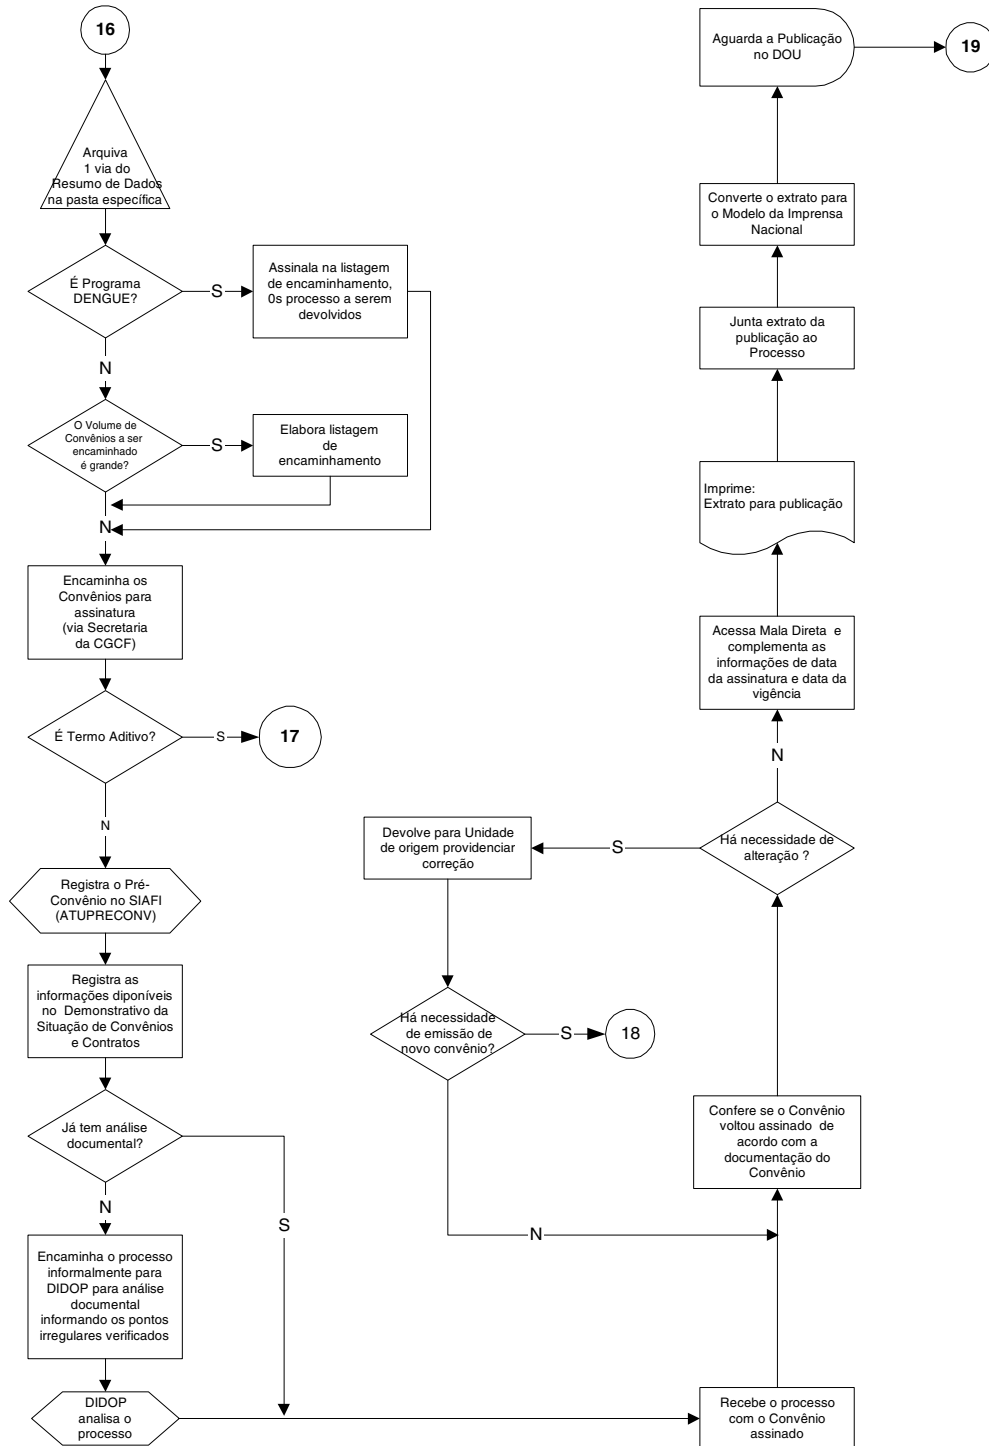 16
Arquiva
1 via do
Resumo de Dados
na pasta específica
É Programa
DENGUE?
S
Assinala na listagem
de encaminhamento,
0s processo a serem
devolvidos
N
O Volume de
Convênios a ser
encaminhado
é grande?
S
Elabora listagem
de
encaminhamento
N
Encaminha os
Convênios para
assinatura
(via Secretaria
da CGCF)
É Termo Aditivo?
S
17
N
Registra o Pré-
Convênio no SIAFI
(ATUPRECONV)
Registra as
informações diponíveis
no Demonstrativo da
Situação de Convênios
e Contratos
Já tem análise
documental?
N
S
Encaminha o processo
informalmente para
DIDOP para análise
documental
informando os pontos
irregulares verificados
DIDOP
analisa o
processo
Recebe o processo
com o Convênio
assinado
Confere se o Convênio
voltou assinado de
acordo com a
documentação do
Convênio
Há necessidade de
alteração ?
S
Devolve para Unidade
de origem providenciar
correção
Há necessidade
de emissão de
novo convênio?
S
18
N
N
Acessa Mala Direta e
complementa as
informações de data
da assinatura e data da
vigência
Imprime:
Extrato para publicação
Junta extrato da
publicação ao
Processo
Converte o extrato para
o Modelo da Imprensa
Nacional
Aguarda a Publicação
no DOU
19